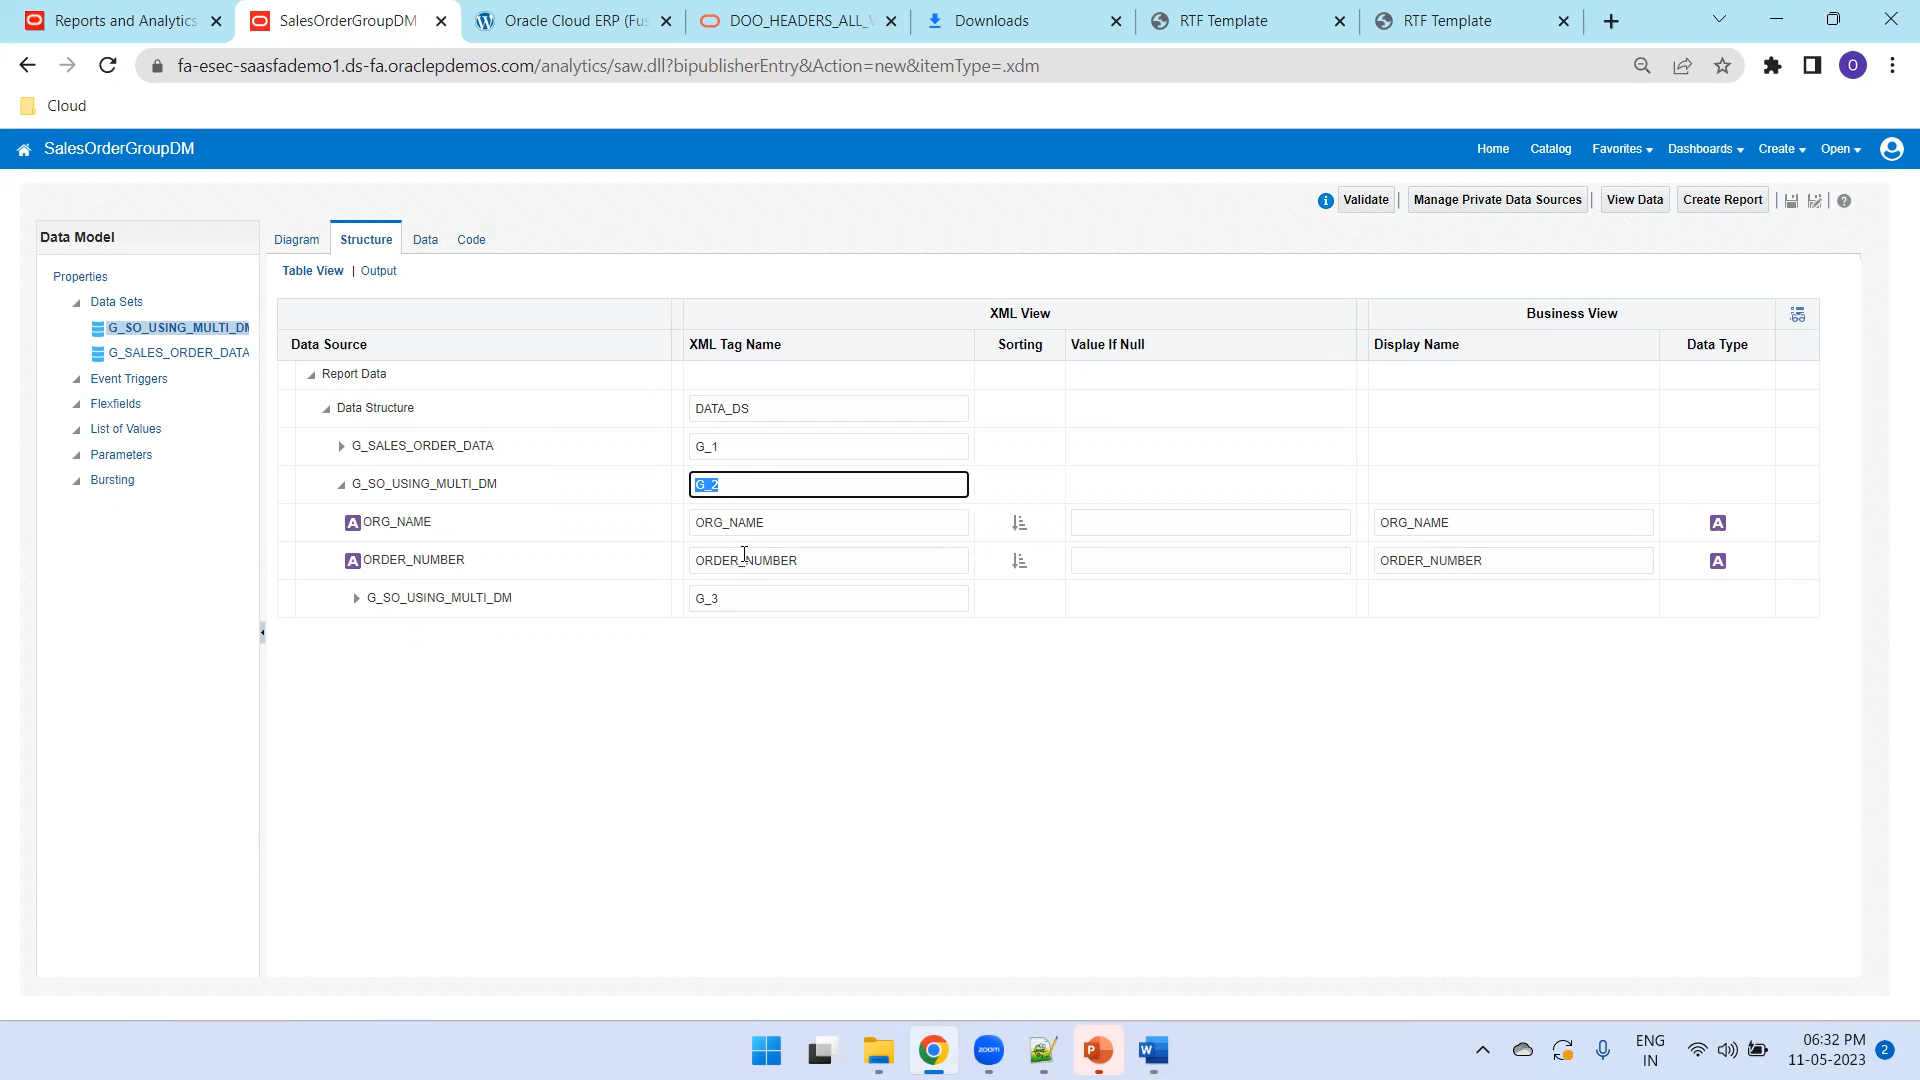 Reports and Analytics
SalesOrderGroupDM
Oracle Cloud ERP (Fus
DOO_HEADERS_ALL_V
Downloads
RTF Template
RTF Template
fa-esec-saasfademo1.ds-fa.oraclepdemos.com/analytics/saw.dll?bipublisherEntry&Action=new&itemType=.xdm
O
Cloud
SalesOrderGroupDM
Home Catalog Favorites Dashboards Create Open
Validate Manage Private Data Sources View Data Create Report
Data Model
Diagram Structure Data Code
Table View | Output
Properties
Data Sets
G_SO_USING_MULTI_DM
G_SALES_ORDER_DATA
Event Triggers
Flexfields
List of Values
Parameters
Bursting
XML View Business View
Data Source XML Tag Name Sorting Value If Null Display Name Data Type
Report Data
Data Structure DATA_DS
G_SALES_ORDER_DATA G_1
G_SO_USING_MULTI_DM G_2
A ORG_NAME ORG_NAME ORG_NAME A
A ORDER_NUMBER ORDER_NUMBER ORDER_NUMBER A
G_SO_USING_MULTI_DM G_3
zoom
P
W
ENG
IN
06:32 PM
11-05-2023
2